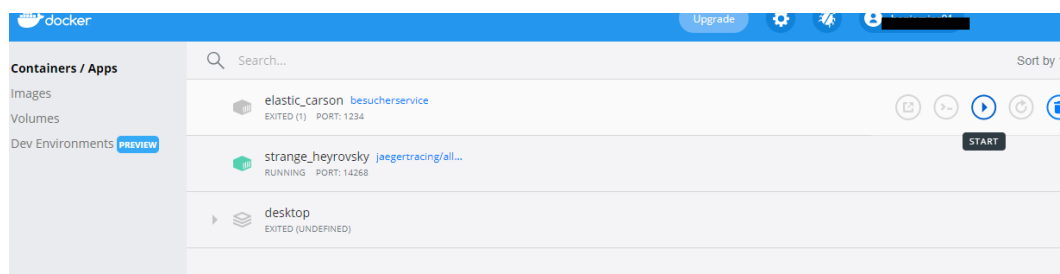 docker
Upgrade
Containers / Apps
Images
Volumes
Dev Environments PREVIEW
Search...
Sort by
elastic_carson besucherservice
EXITED (1) PORT: 1234
START
strange_heyrovsky jaegertracing/all...
RUNNING PORT: 14268
desktop
EXITED (UNDEFINED)